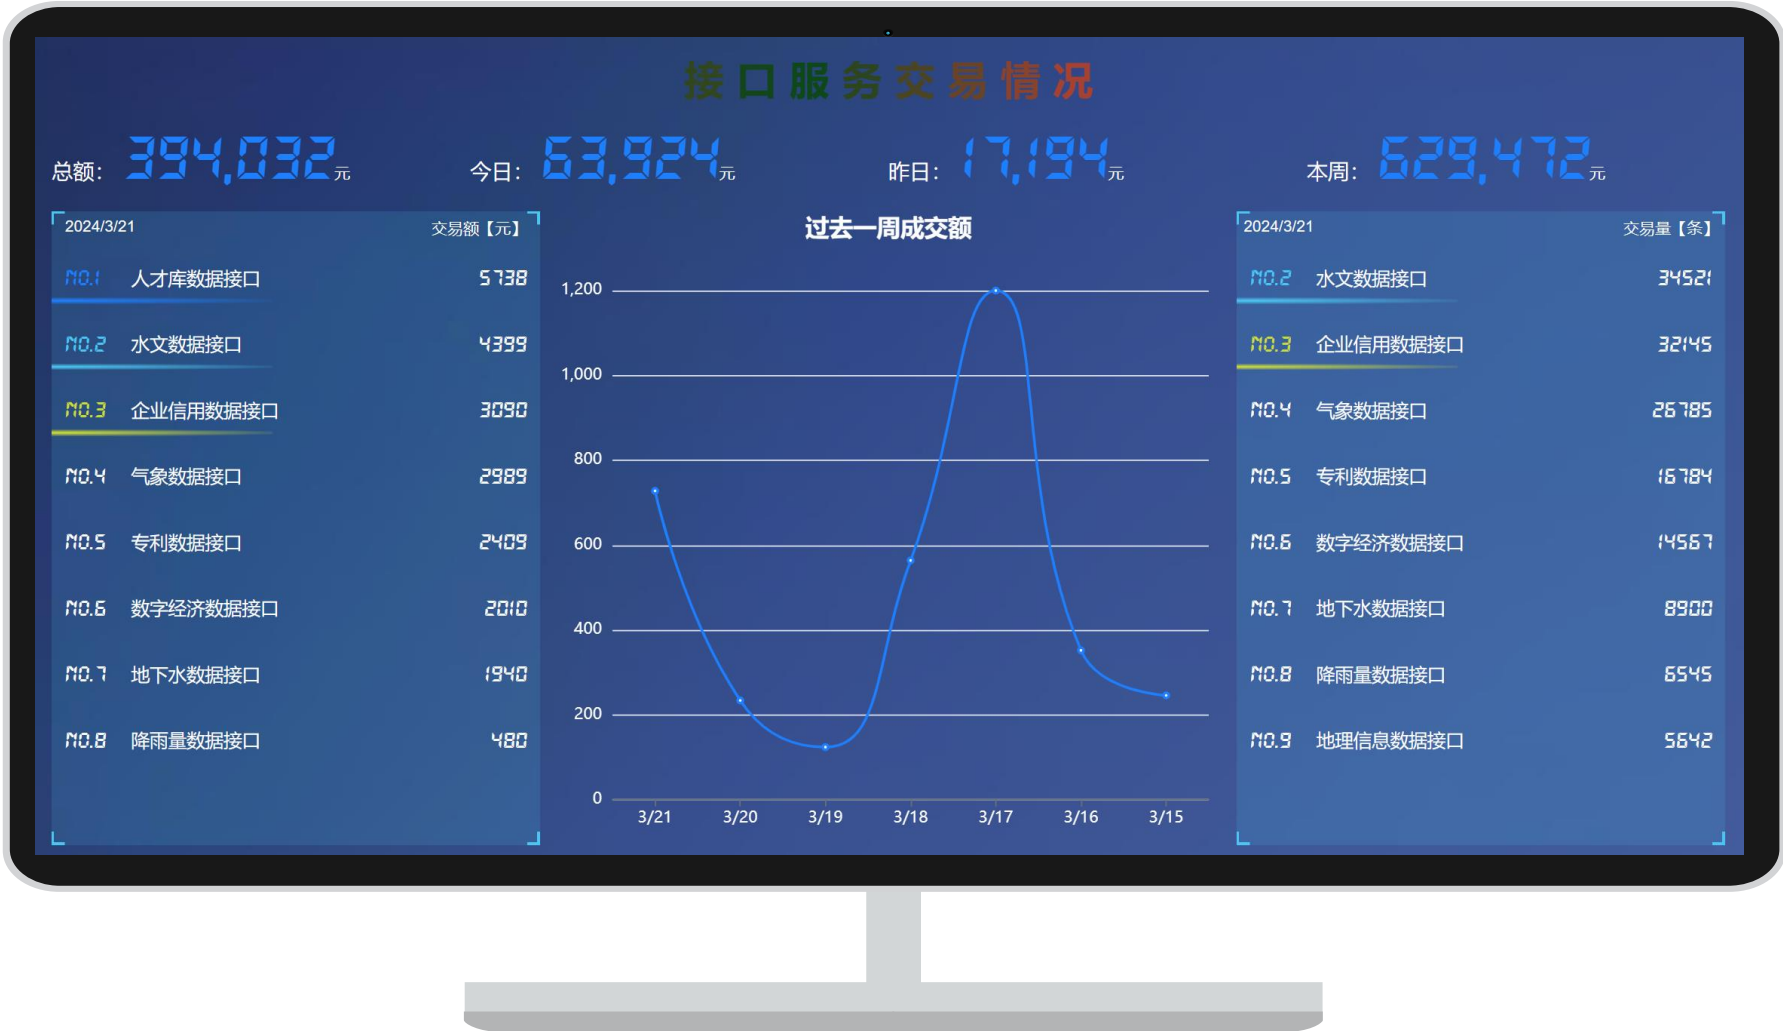 接口服务交易情况
总额: 394,032元
今日: 63,924元
昨日: 17,194元
本周: 629,472元
2024/3/21 交易额【元】
NO.1 人才库数据接口 5738
NO.2 水文数据接口 4399
NO.3 企业信用数据接口 3090
NO.4 气象数据接口 2989
NO.5 专利数据接口 2409
NO.6 数字经济数据接口 2010
NO.7 地下水数据接口 1940
NO.8 降雨量数据接口 480
过去一周成交额
1,200
1,000
800
600
400
200
0
3/21 3/20 3/19 3/18 3/17 3/16 3/15
2024/3/21 交易量【条】
NO.2 水文数据接口 34521
NO.3 企业信用数据接口 32145
NO.4 气象数据接口 26785
NO.5 专利数据接口 16784
NO.6 数字经济数据接口 14567
NO.7 地下水数据接口 8900
NO.8 降雨量数据接口 6545
NO.9 地理信息数据接口 5642